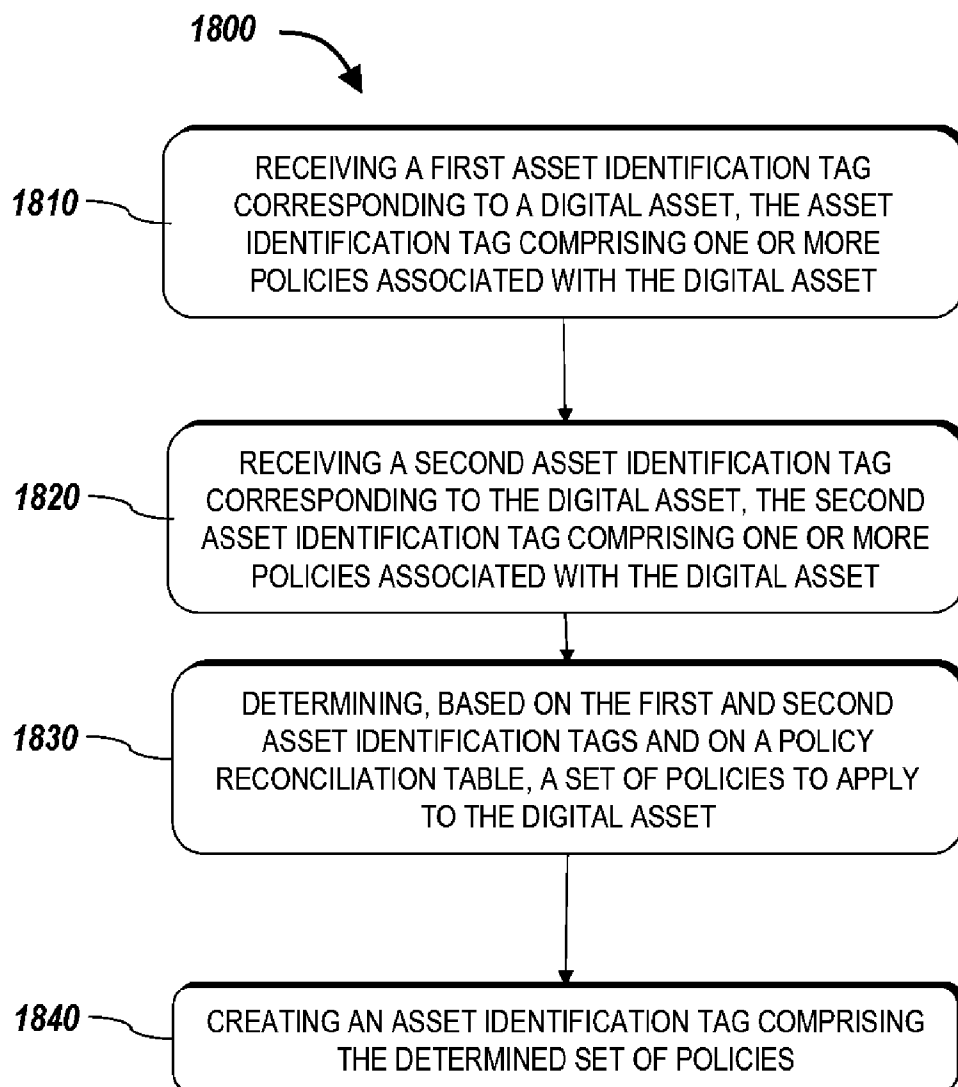 1800
1810
RECEIVING A FIRST ASSET IDENTIFICATION TAG
CORRESPONDING TO A DIGITAL ASSET, THE ASSET
IDENTIFICATION TAG COMPRISING ONE OR MORE
POLICIES ASSOCIATED WITH THE DIGITAL ASSET
1820
RECEIVING A SECOND ASSET IDENTIFICATION TAG
CORRESPONDING TO THE DIGITAL ASSET, THE SECOND
ASSET IDENTIFICATION TAG COMPRISING ONE OR MORE
POLICIES ASSOCIATED WITH THE DIGITAL ASSET
1830
DETERMINING, BASED ON THE FIRST AND SECOND
ASSET IDENTIFICATION TAGS AND ON A POLICY
RECONCILIATION TABLE, A SET OF POLICIES TO APPLY
TO THE DIGITAL ASSET
1840
CREATING AN ASSET IDENTIFICATION TAG COMPRISING
THE DETERMINED SET OF POLICIES